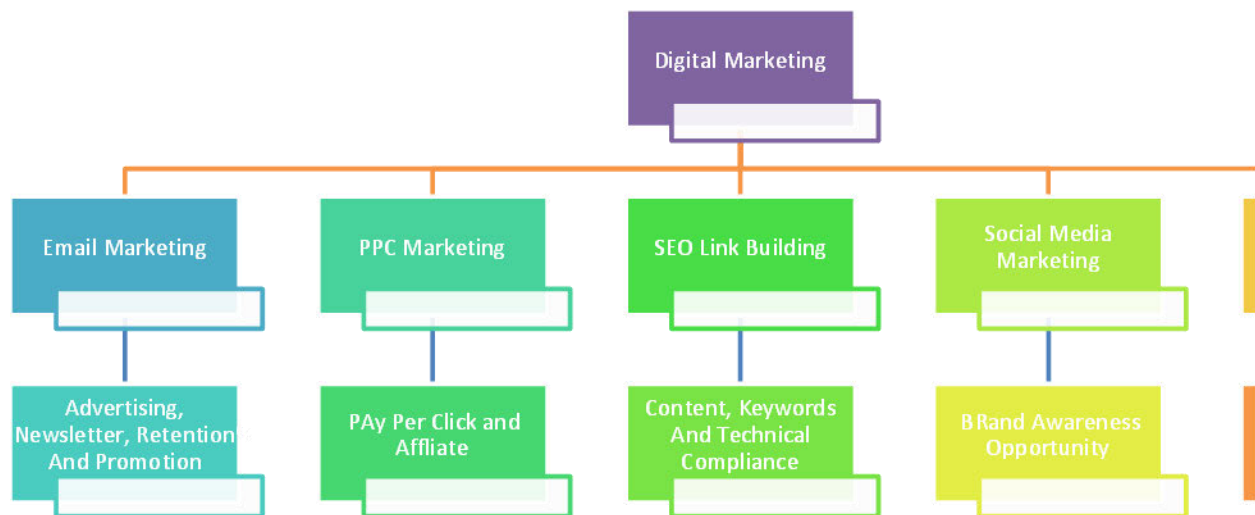 Digital Marketing
Email Marketing
PPC Marketing
SEO Link Building
Social Media
Marketing
Advertising,
Newsletter, Retention
And Promotion
PAy Per Click and
Affliate
Content, Keywords
And Technical
Compliance
BRand Awareness
Opportunity